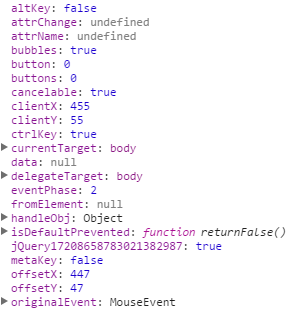 altKey: false
attrChange: undefined
attrName: undefined
bubbles: true
button: 0
buttons: 0
cancelable: true
clientX: 455
clientY: 55
ctrlKey: true
currentTarget: body
data: null
delegateTarget: body
eventPhase: 2
fromElement: null
handleObj: Object
isDefaultPrevented: function returnFalse()
jQuery17208658783021382987: true
metaKey: false
offsetX: 447
offsetY: 47
originalEvent: MouseEvent